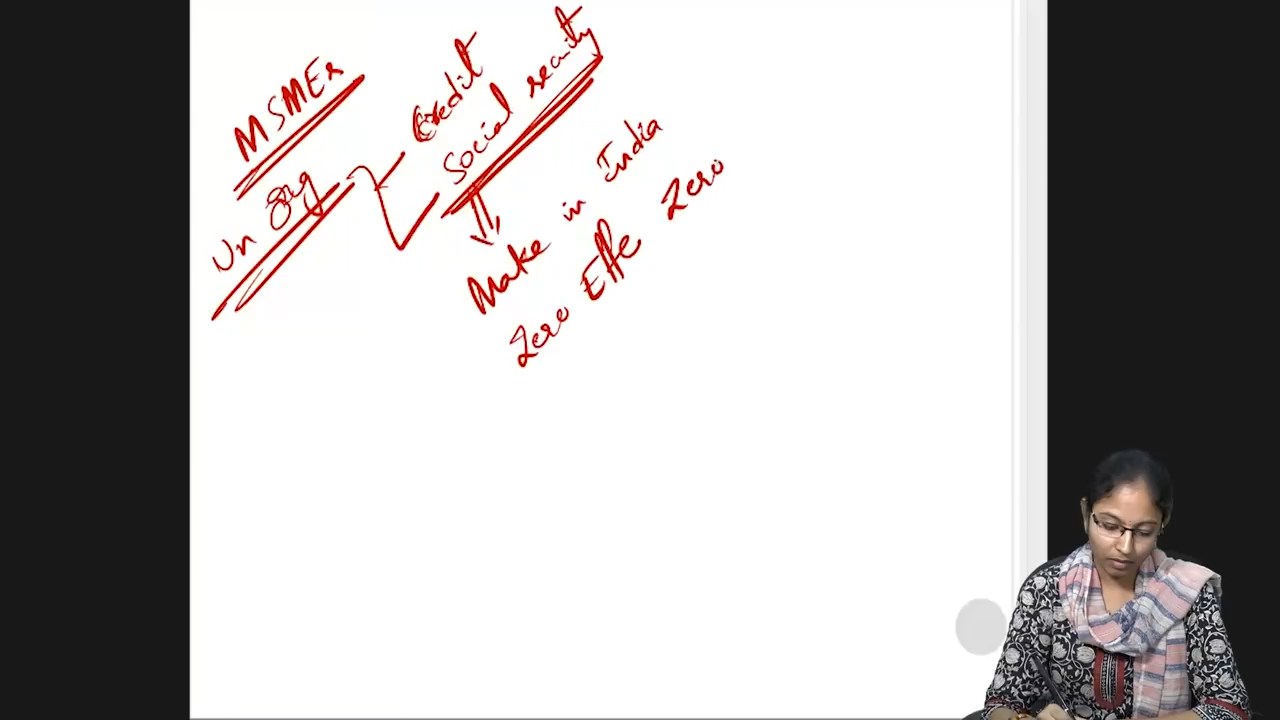 MSMEs
Un Org
Credit
Social security
Make in India
Zero Effe Zero